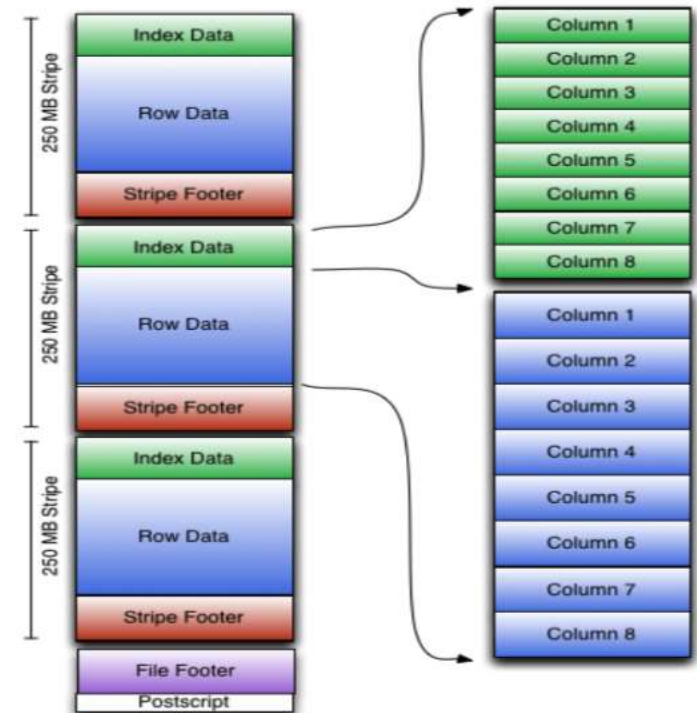 250 MB Stripe
Index Data
Row Data
Stripe Footer
250 MB Stripe
Index Data
Row Data
Stripe Footer
250 MB Stripe
Index Data
Row Data
Stripe Footer
File Footer
Postscript
Column 1
Column 2
Column 3
Column 4
Column 5
Column 6
Column 7
Column 8
Column 1
Column 2
Column 3
Column 4
Column 5
Column 6
Column 7
Column 8